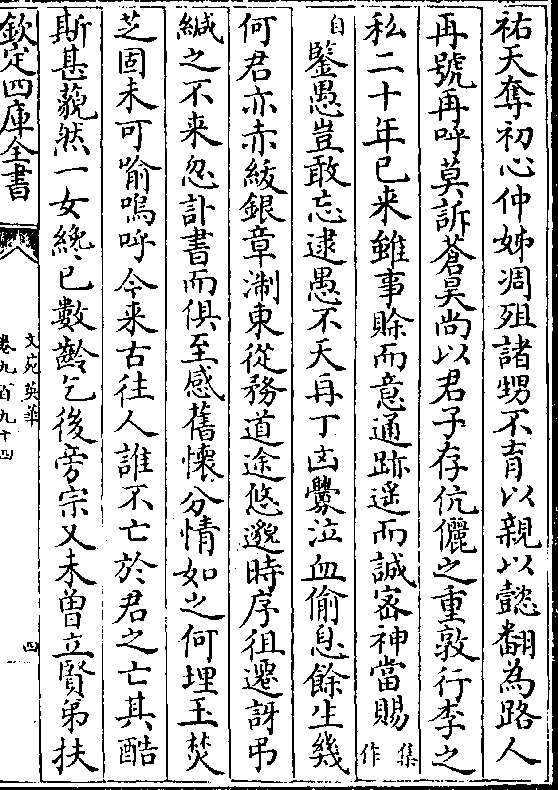 祐天奪初心仲姊凋殂諸甥不育以親以懿翻為路人
再號再呼莫訴蒼昊尚以君子存伉儷之重敦行李之
私二十年已来雖事賒而意通跡遥而誠密神當賜集作
自鑒愚豈敢忘逮愚不天再丁凶釁泣血偷息餘生幾
何君亦赤紱銀章淛東從務道途悠邈時序徂遷訝弔
緘之不来忽訃書而俱至感舊懷分情如之何埋玉焚
芝固未可喻嗚呼今来古往人誰不亡於君之亡其酷
斯甚藐然一女纔已數齡乞後旁宗又未曽立賢弟扶
欽定四庫全書
文苑英華
卷九百九十四
四